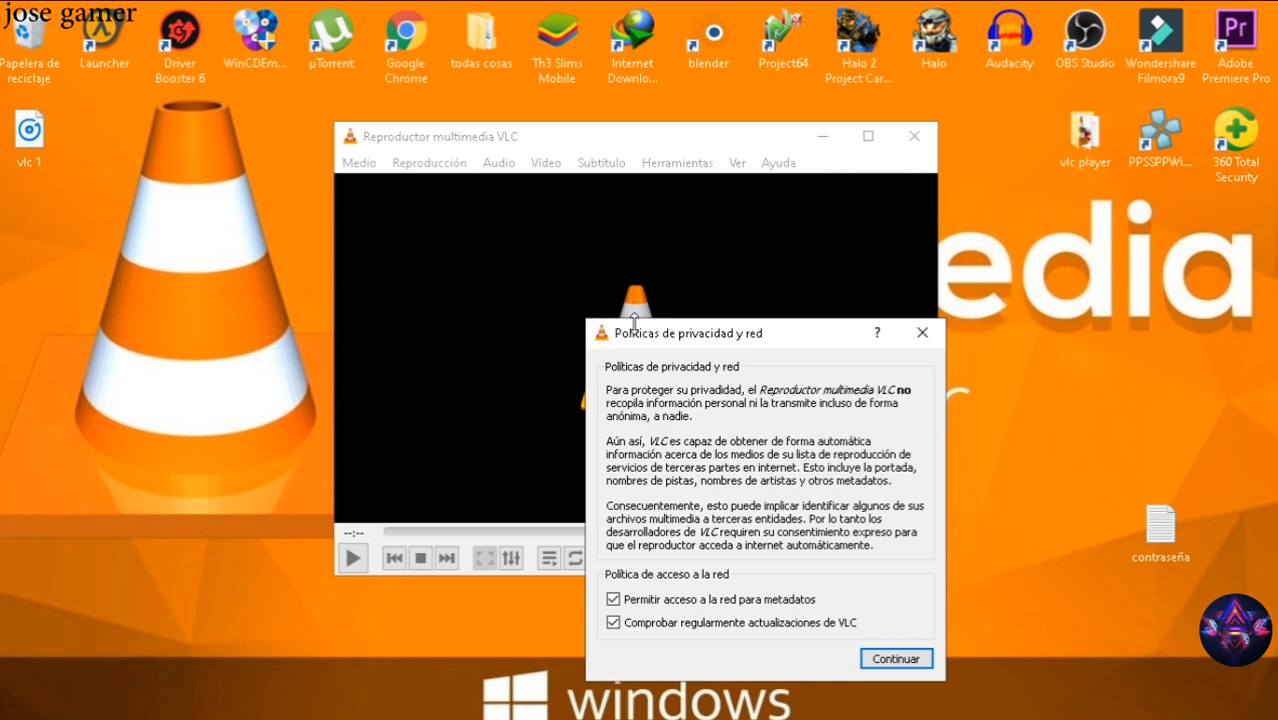 jose gamer
Papelera de
reciclaje
Launcher
Driver
Booster 6
WinCDEm...
µTorrent
Google
Chrome
todas cosas
Th3 Slims
Mobile
Internet
Downlo...
blender
Project64
Halo 2
Project Car...
Halo
Audacity
OBS Studio
Wondershare
Filmora9
Pr
Adobe
Premiere Pro
vlc 1
vlc player
PPSSPPWi...
360 Total
Security
Reproductor multimedia VLC
Medio Reproducción Audio Vídeo Subtítulo Herramientas Ver Ayuda
edia
Políticas de privacidad y red ?
Políticas de privacidad y red
Para proteger su privadidad, el Reproductor multimedia VLC no
recopila información personal ni la transmite incluso de forma
anónima, a nadie.
Aún así, VLC es capaz de obtener de forma automática
información acerca de los medios de su lista de reproducción de
servicios de terceras partes en internet. Esto incluye la portada,
nombres de pistas, nombres de artistas y otros metadatos.
Consecuentemente, esto puede implicar identificar algunos de sus
archivos multimedia a terceras entidades. Por lo tanto los
desarrolladores de VLC requiren su consentimiento expreso para
que el reproductor acceda a internet automáticamente.
Política de acceso a la red
Permitir acceso a la red para metadatos
Comprobar regularmente actualizaciones de VLC
Continuar
--:--
contraseña
windows